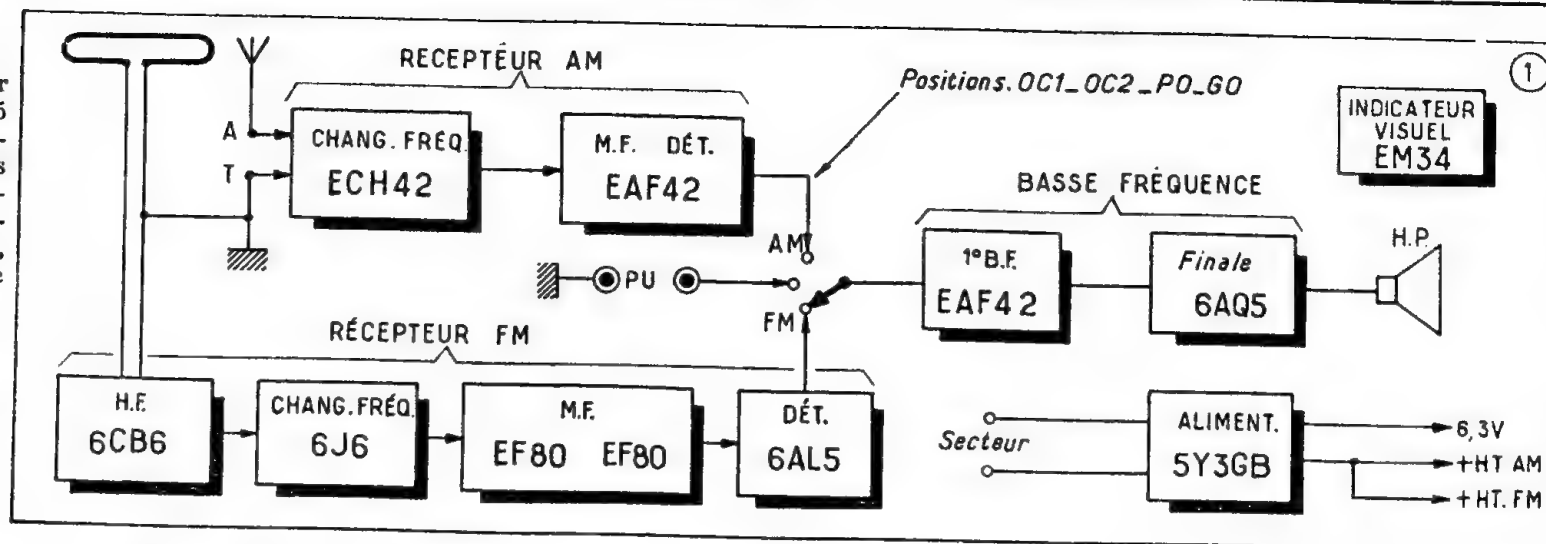 1
RECEPTEUR AM
Positions. OC1_OC2_PO_GO
INDICATEUR
VISUEL
EM34
A
T
CHANG. FRÉQ.
ECH42
M.F. DÉT.
EAF42
BASSE FRÉQUENCE
AM
PU
FM
1º B.F.
EAF42
Finale
6AQ5
H.P.
RÉCEPTEUR FM
H.F.
6CB6
CHANG. FRÉQ.
6J6
M.F.
EF80 EF80
DÉT.
6AL5
Secteur
ALIMENT.
5Y3GB
6,3V
+HT AM
+HT. FM